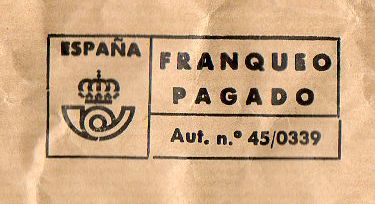 ESPAÑA
FRANQUEO
PAGADO
Aut. n.º 45/0339